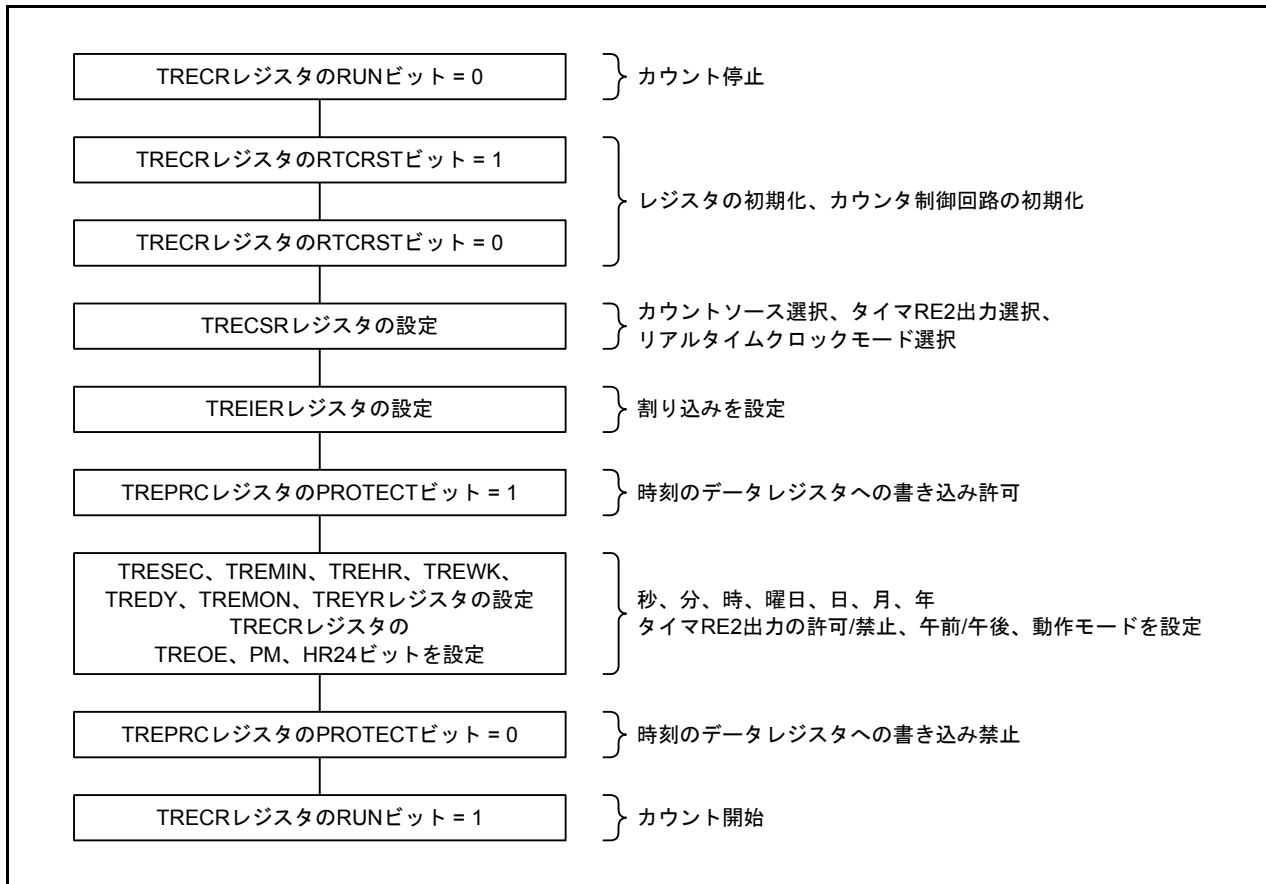 TRECRレジスタのRUNビット = 0
カウント停止
TRECRレジスタのRTCRSTビット = 1
TRECRレジスタのRTCRSTビット = 0
レジスタの初期化、カウンタ制御回路の初期化
TRECSRレジスタの設定
カウントソース選択、タイマRE2出力選択、
リアルタイムクロックモード選択
TREIERレジスタの設定
割り込みを設定
TREPRCレジスタのPROTECTビット = 1
時刻のデータレジスタへの書き込み許可
TRESEC、TREMIN、TREHR、TREWK、
TREDY、TREMON、TREYRレジスタの設定
TRECRレジスタの
TREOE、PM、HR24ビットを設定
秒、分、時、曜日、日、月、年
タイマRE2出力の許可/禁止、午前/午後、動作モードを設定
TREPRCレジスタのPROTECTビット = 0
時刻のデータレジスタへの書き込み禁止
TRECRレジスタのRUNビット = 1
カウント開始